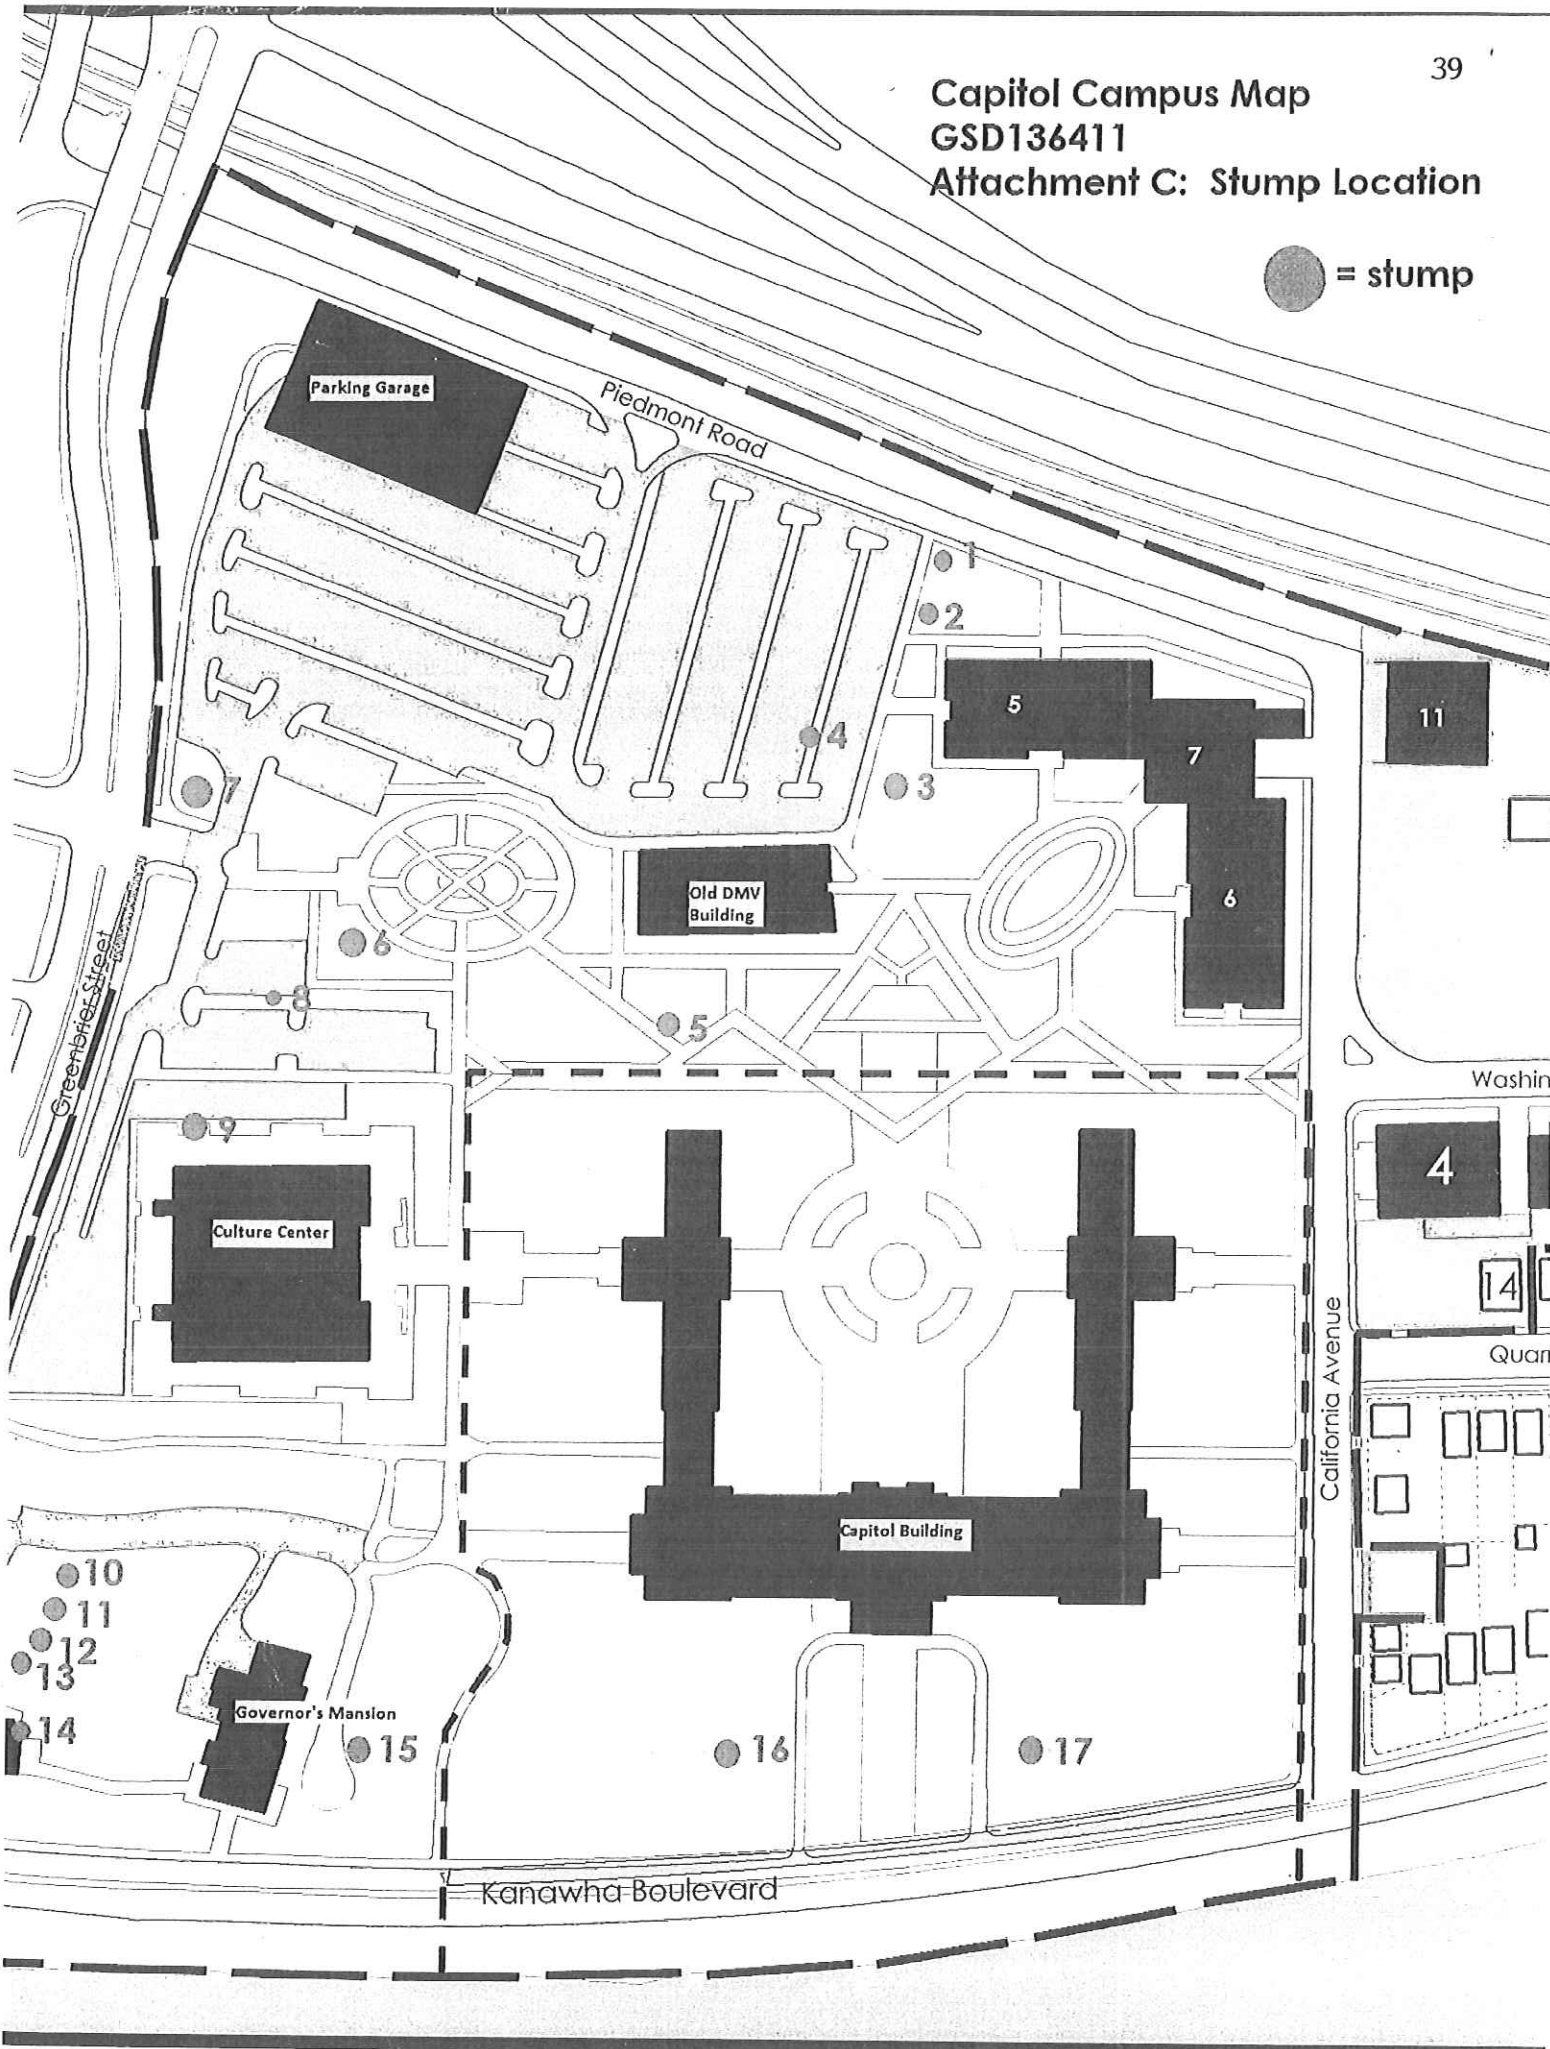 39
Capitol Campus Map
GSD136411
Attachment C: Stump Location
= stump
Parking Garage
Piedmont Road
1
2
5
11
7
4
3
7
Old DMV
Building
6
6
8
5
Greenbrier Street
Washin
9
4
Culture Center
14
California Avenue
Quarr
Capitol Building
10
11
12
13
Governor's Mansion
14
15
16
17
Kanawha Boulevard